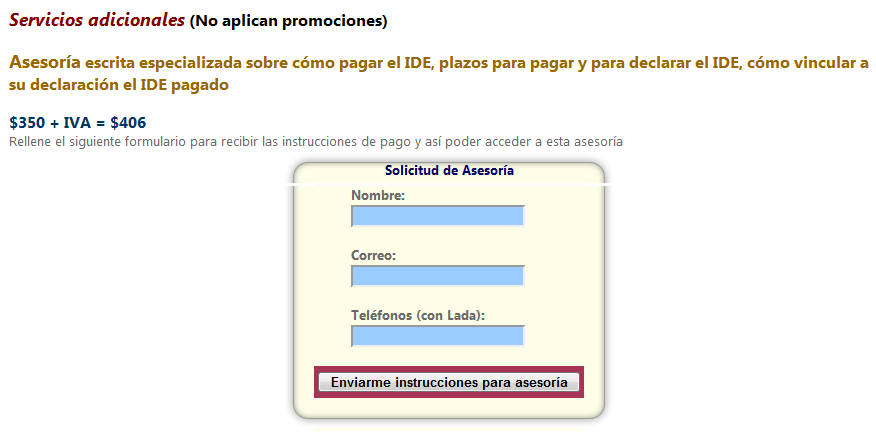 Servicios adicionales (No aplican promociones)
Asesoría escrita especializada sobre cómo pagar el IDE, plazos para pagar y para declarar el IDE, cómo vincular a
su declaración el IDE pagado
$350 + IVA = $406
Rellene el siguiente formulario para recibir las instrucciones de pago y así poder acceder a esta asesoría
Solicitud de Asesoría
Nombre:
Correo:
Teléfonos (con Lada):
Enviarme instrucciones para asesoría